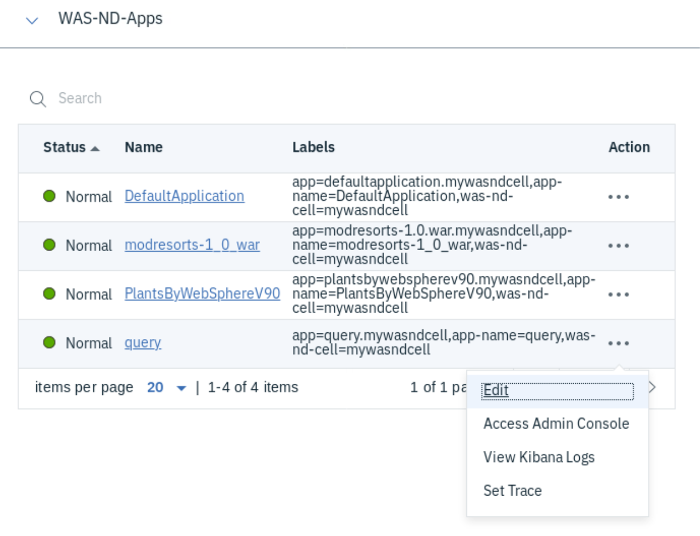 WAS-ND-Apps
Search
Status Name Labels Action
Normal DefaultApplication app=defaultapplication.mywasndcell,app-
name=DefaultApplication,was-nd-
cell=mywasndcell
Normal modresorts-1_0_war app=modresorts-1.0.war.mywasndcell,app-
name=modresorts-1_0_war,was-nd-
cell=mywasndcell
Normal PlantsByWebSphereV90 app=plantsbywebspherev90.mywasndcell,app-
name=PlantsByWebSphereV90,was-nd-
cell=mywasndcell
Normal query app=query.mywasndcell,app-name=query,was-
nd-cell=mywasndcell
items per page 20 | 1-4 of 4 items 1 of 1 pa
Edit
Access Admin Console
View Kibana Logs
Set Trace